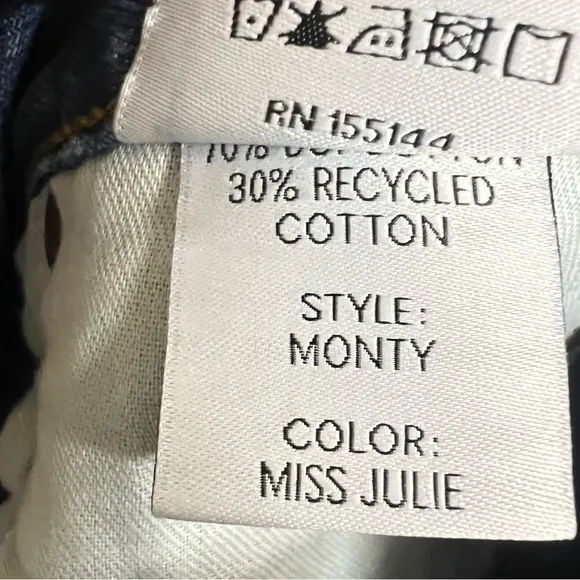 RN 155144
30% RECYCLED
COTTON
STYLE:
MONTY
COLOR:
MISS JULIE